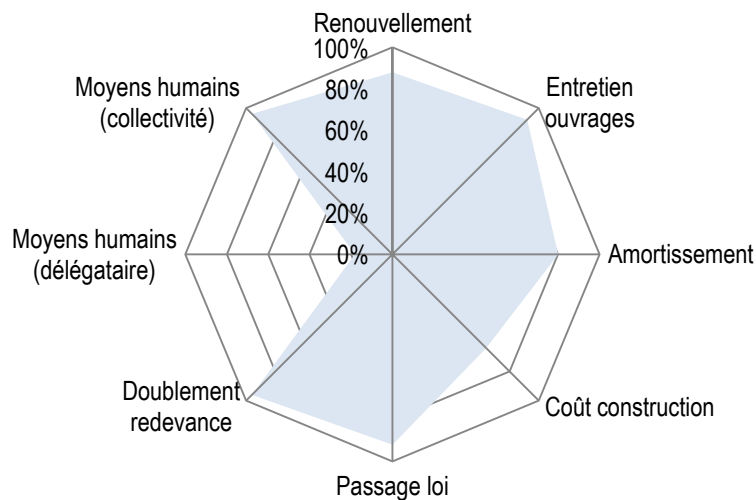 Renouvellement
100%
80%
60%
40%
20%
0%
Entretien
ouvrages
Amortissement
Coût construction
Passage loi
Doublement
redevance
Moyens humains
(délégataire)
Moyens humains
(collectivité)